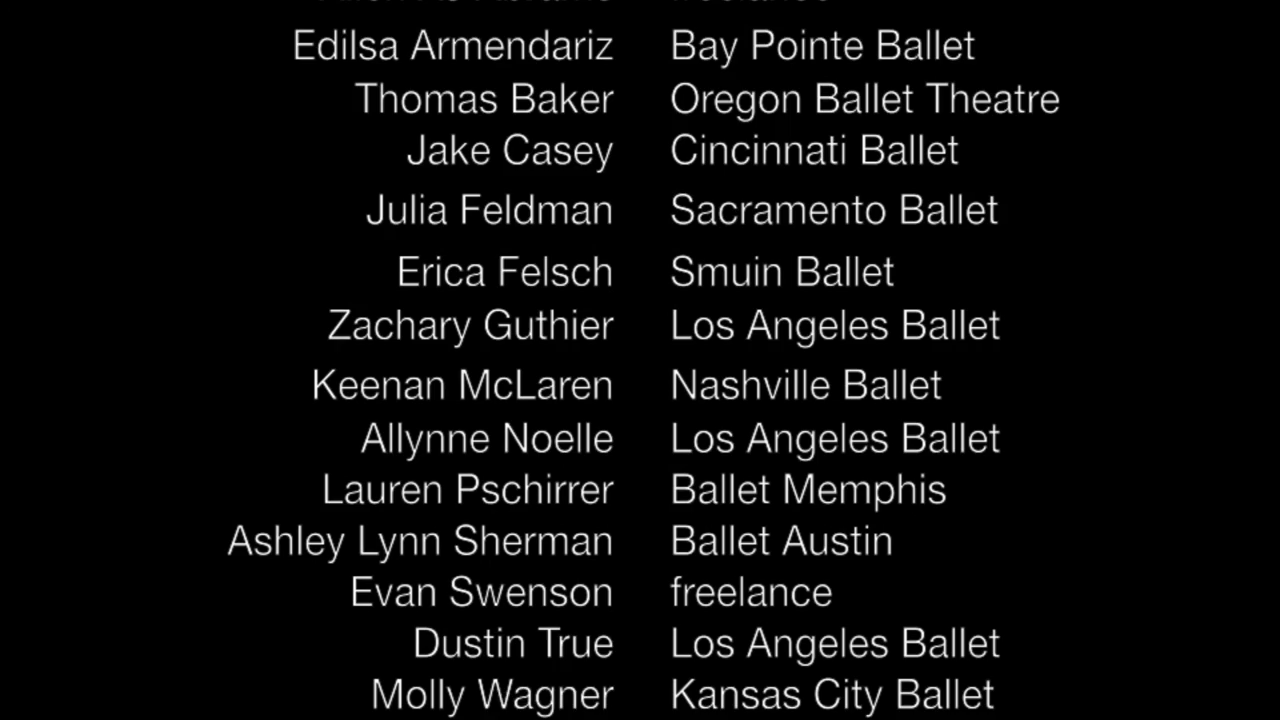 Edilsa Armendariz Bay Pointe Ballet
Thomas Baker Oregon Ballet Theatre
Jake Casey Cincinnati Ballet
Julia Feldman Sacramento Ballet
Erica Felsch Smuin Ballet
Zachary Guthier Los Angeles Ballet
Keenan McLaren Nashville Ballet
Allynne Noelle Los Angeles Ballet
Lauren Pschirrer Ballet Memphis
Ashley Lynn Sherman Ballet Austin
Evan Swenson freelance
Dustin True Los Angeles Ballet
Molly Wagner Kansas City Ballet